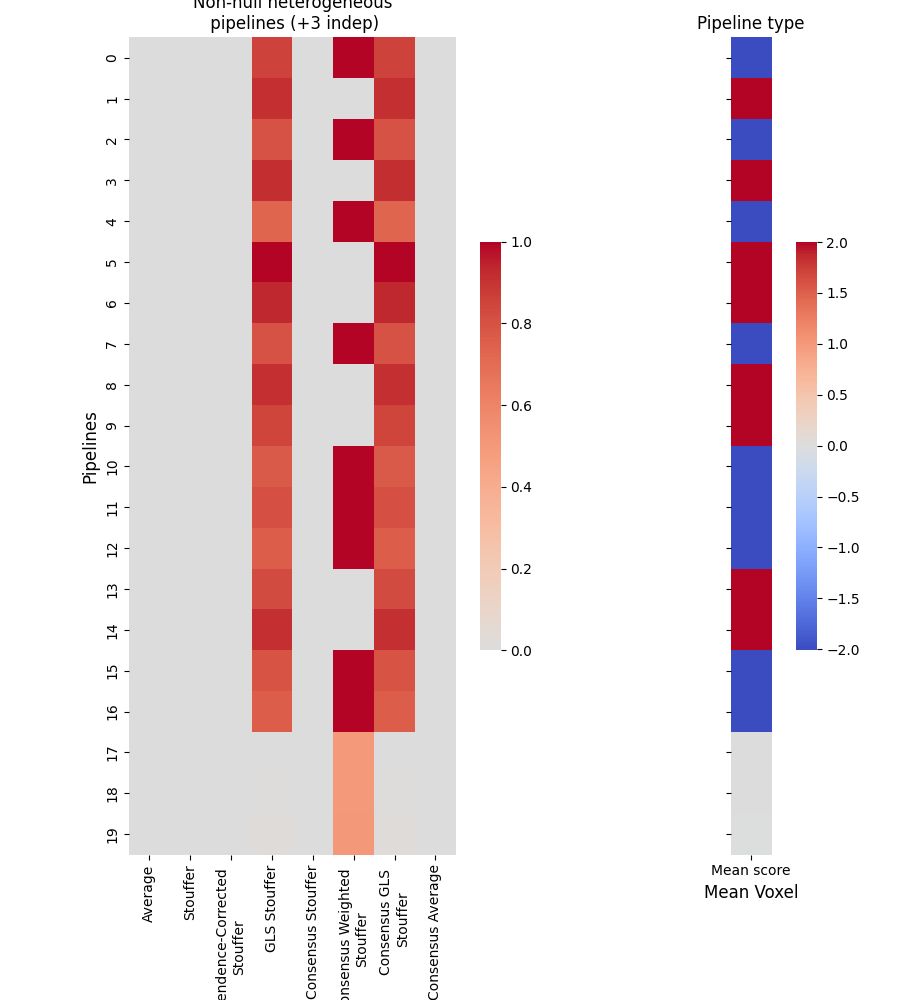 Non-null heterogeneous
pipelines (+3 indep)
Pipeline type
0
1
2
3
4
5
6
7
8
9
10
11
12
13
14
15
16
17
18
19
Pipelines
1.0
0.8
0.6
0.4
0.2
0.0
2.0
1.5
1.0
0.5
0.0
−0.5
−1.0
−1.5
−2.0
Average
Stouffer
endence-Corrected
Stouffer
GLS Stouffer
Consensus Stouffer
onsensus Weighted
Stouffer
Consensus GLS
Stouffer
Consensus Average
Mean score
Mean Voxel